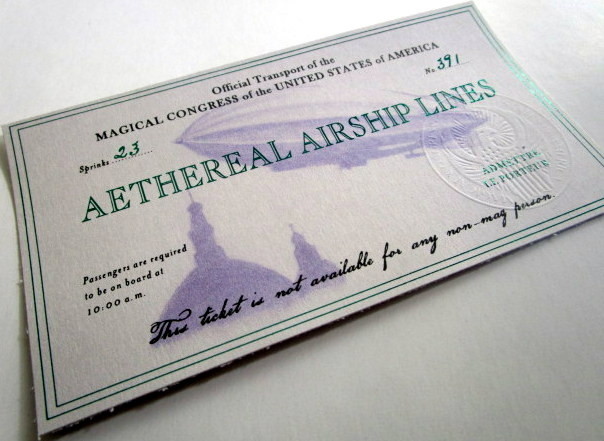 Official Transport of the
MAGICAL CONGRESS of the UNITED STATES of AMERICA
No. 391
Sprinks 23
AETHEREAL AIRSHIP LINES
ADMITTRE
LE PORTEUR
Passengers are required
to be on board at
10:00 a.m.
This ticket is not available for any non-mag person.